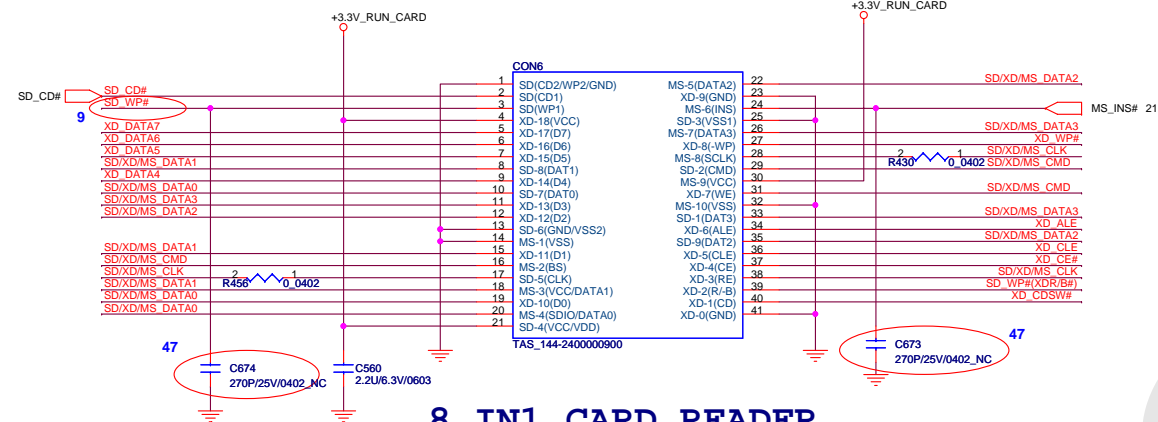 +3.3V_RUN_CARD
+3.3V_RUN_CARD
CON6
SD_CD#
SD_CD#
SD_WP#
9
XD_DATA7
XD_DATA6
XD_DATA5
SD/XD/MS_DATA1
XD_DATA4
SD/XD/MS_DATA0
SD/XD/MS_DATA3
SD/XD/MS_DATA2
SD/XD/MS_DATA1
SD/XD/MS_CMD
SD/XD/MS_CLK
SD/XD/MS_DATA1
SD/XD/MS_DATA0
SD/XD/MS_DATA0
2 1
R456 0_0402
1 SD(CD2/WP2/GND)
2 SD(CD1)
3 SD(WP1)
4 XD-18(VCC)
5 XD-17(D7)
6 XD-16(D6)
7 XD-15(D5)
8 SD-8(DAT1)
9 XD-14(D4)
10 SD-7(DAT0)
11 XD-13(D3)
12 XD-12(D2)
13 SD-6(GND/VSS2)
14 MS-1(VSS)
15 XD-11(D1)
16 MS-2(BS)
17 SD-5(CLK)
18 MS-3(VCC/DATA1)
19 XD-10(D0)
20 MS-4(SDIO/DATA0)
21 SD-4(VCC/VDD)
MS-5(DATA2) 22
XD-9(GND) 23
MS-6(INS) 24
SD-3(VSS1) 25
MS-7(DATA3) 26
XD-8(-WP) 27
MS-8(SCLK) 28
SD-2(CMD) 29
MS-9(VCC) 30
XD-7(WE) 31
MS-10(VSS) 32
SD-1(DAT3) 33
XD-6(ALE) 34
SD-9(DAT2) 35
XD-5(CLE) 36
XD-4(CE) 37
XD-3(RE) 38
XD-2(R/-B) 39
XD-1(CD) 40
XD-0(GND) 41
TAS_144-2400000900
SD/XD/MS_DATA2
MS_INS# 21
SD/XD/MS_DATA3
XD_WP#
SD/XD/MS_CLK
2 1
R430 0_0402
SD/XD/MS_CMD
SD/XD/MS_CMD
SD/XD/MS_DATA3
XD_ALE
SD/XD/MS_DATA2
XD_CLE
XD_CE#
SD/XD/MS_CLK
SD_WP#(XDR/B#)
XD_CDSW#
47
C674
270P/25V/0402_NC
C560
2.2U/6.3V/0603
47
C673
270P/25V/0402_NC
8 IN1 CARD READER